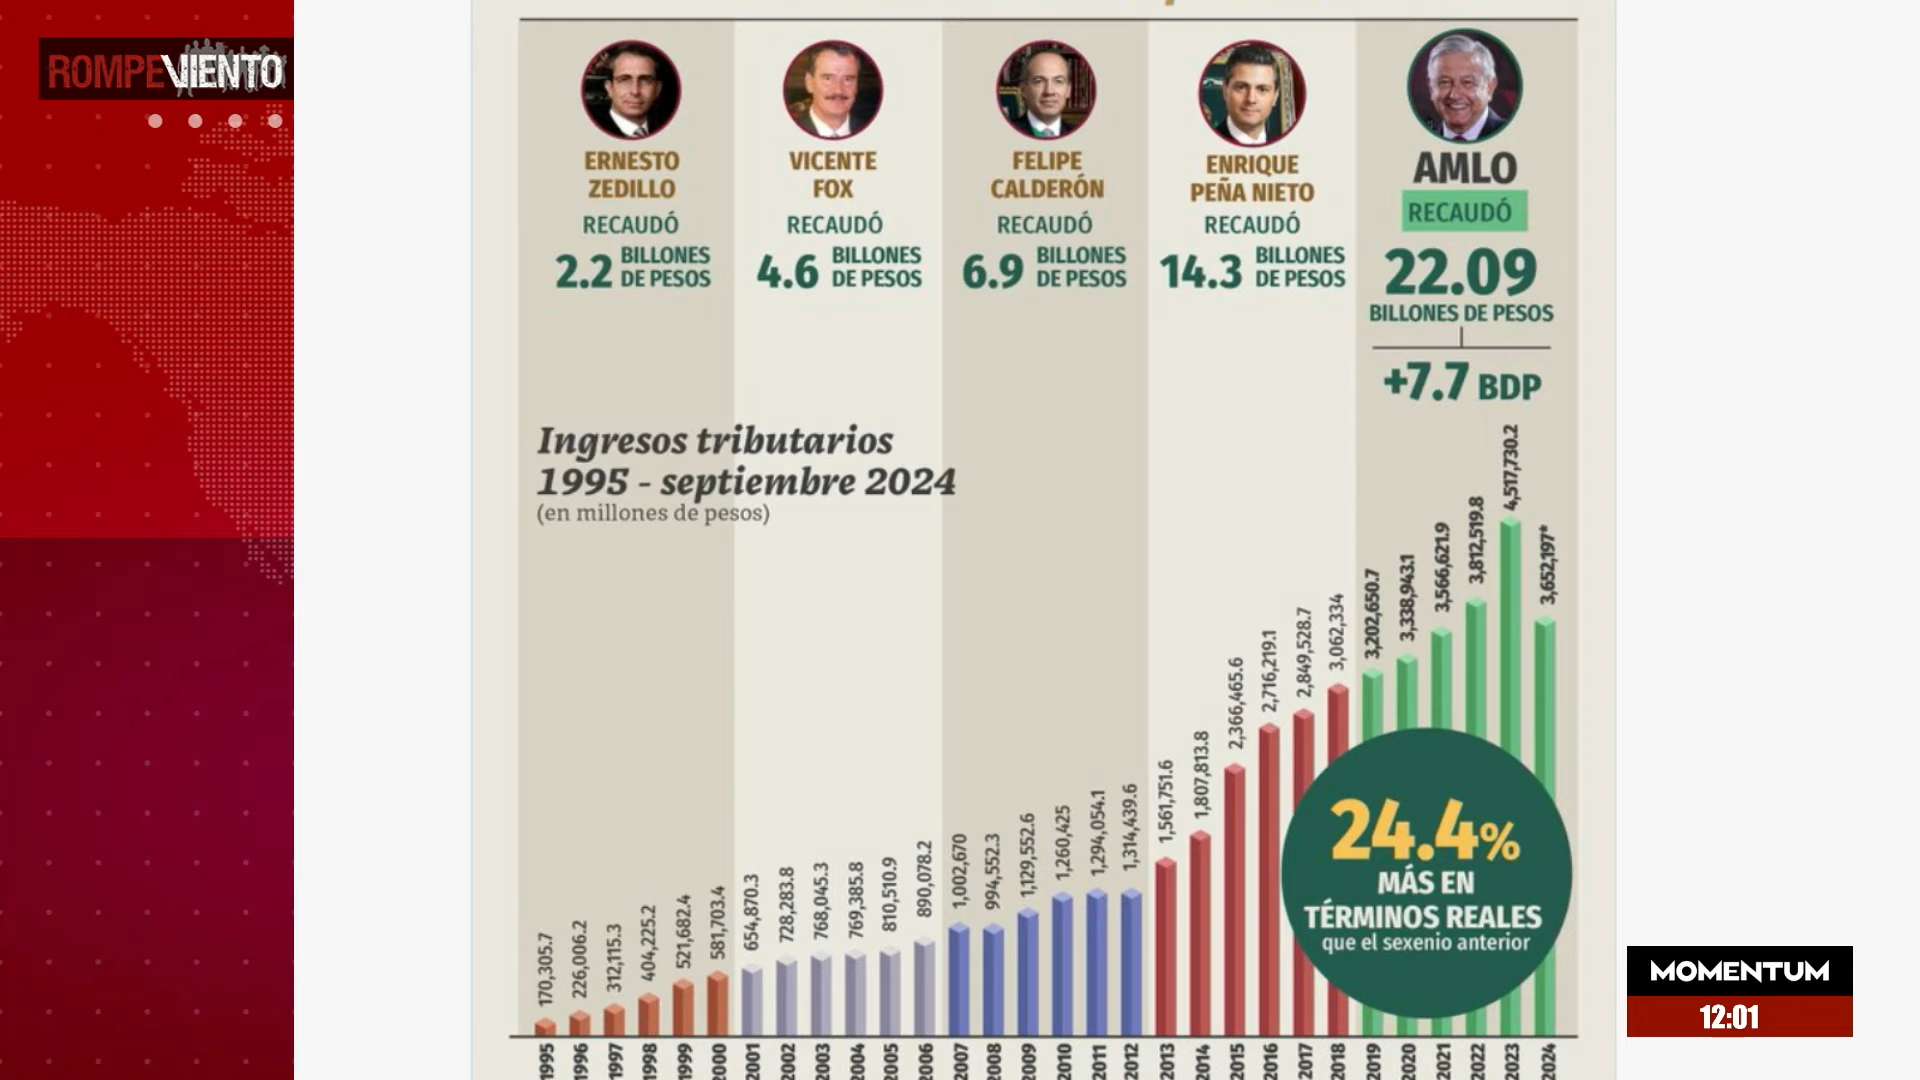 ROMPEVIENTO
ERNESTO
ZEDILLO
RECAUDÓ
2.2 BILLONES
DE PESOS
VICENTE
FOX
RECAUDÓ
4.6 BILLONES
DE PESOS
FELIPE
CALDERÓN
RECAUDÓ
6.9 BILLONES
DE PESOS
ENRIQUE
PEÑA NIETO
RECAUDÓ
14.3 BILLONES
DE PESOS
AMLO
RECAUDÓ
22.09
BILLONES DE PESOS
+7.7 BDP
Ingresos tributarios
1995 - septiembre 2024
(en millones de pesos)
170,305.7
226,006.2
312,115.3
404,225.2
521,682.4
581,703.4
654,870.3
728,283.8
768,045.3
769,385.8
810,510.9
890,078.2
1,002,670
994,552.3
1,129,552.6
1,260,425
1,294,054.1
1,314,439.6
1,561,751.6
1,807,813.8
2,366,465.6
2,716,219.1
2,849,528.7
3,062,334
3,202,650.7
3,338,943.1
3,566,621.9
3,812,519.8
4,517,730.2
3,652,197*
24.4%
MÁS EN
TÉRMINOS REALES
que el sexenio anterior
1995
1996
1997
1998
1999
2000
2001
2002
2003
2004
2005
2006
2007
2008
2009
2010
2011
2012
2013
2014
2015
2016
2017
2018
2019
2020
2021
2022
2023
2024
MOMENTUM
12:01